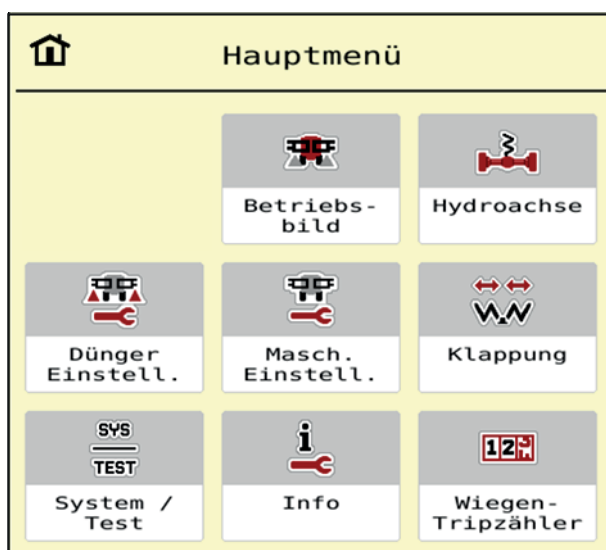 Hauptmenü
Betriebs-
bild
Hydroachse
Dünger
Einstell.
Masch.
Einstell.
Klappung
SYS
TEST
System /
Test
i
Info
12
Wiegen-
Tripzähler